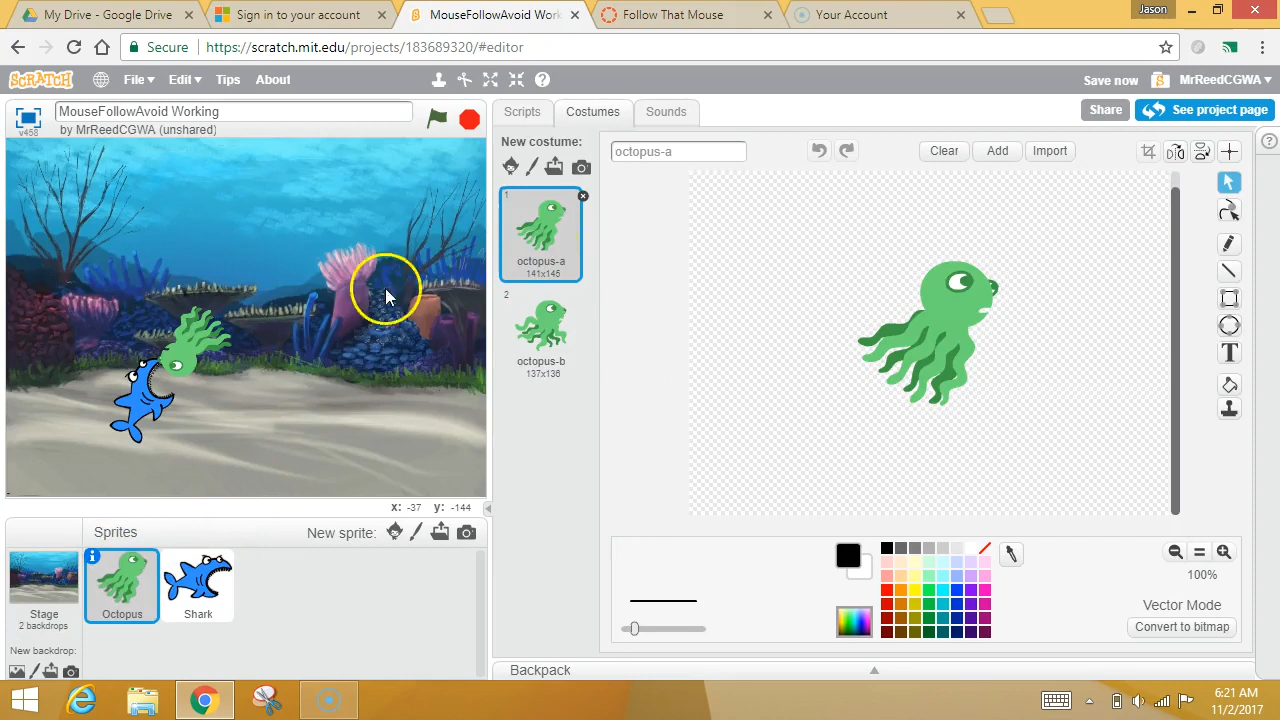 My Drive - Google Drive
Sign in to your account
MouseFollowAvoid Work
Follow That Mouse
Your Account
Jason
Secure
https://scratch.mit.edu/projects/183689320/#editor
SCRATCH
File
Edit
Tips
About
Save now
MrReedCGWA
v458
MouseFollowAvoid Working
by MrReedCGWA (unshared)
Scripts
Costumes
Sounds
Share
See project page
New costume:
octopus-a
Clear
Add
Import
1
octopus-a
141x145
2
octopus-b
137x136
T
x: -37 y: -144
Sprites
New sprite:
Stage
2 backdrops
Octopus
Shark
New backdrop:
100%
Vector Mode
Convert to bitmap
Backpack
6:21 AM
11/2/2017